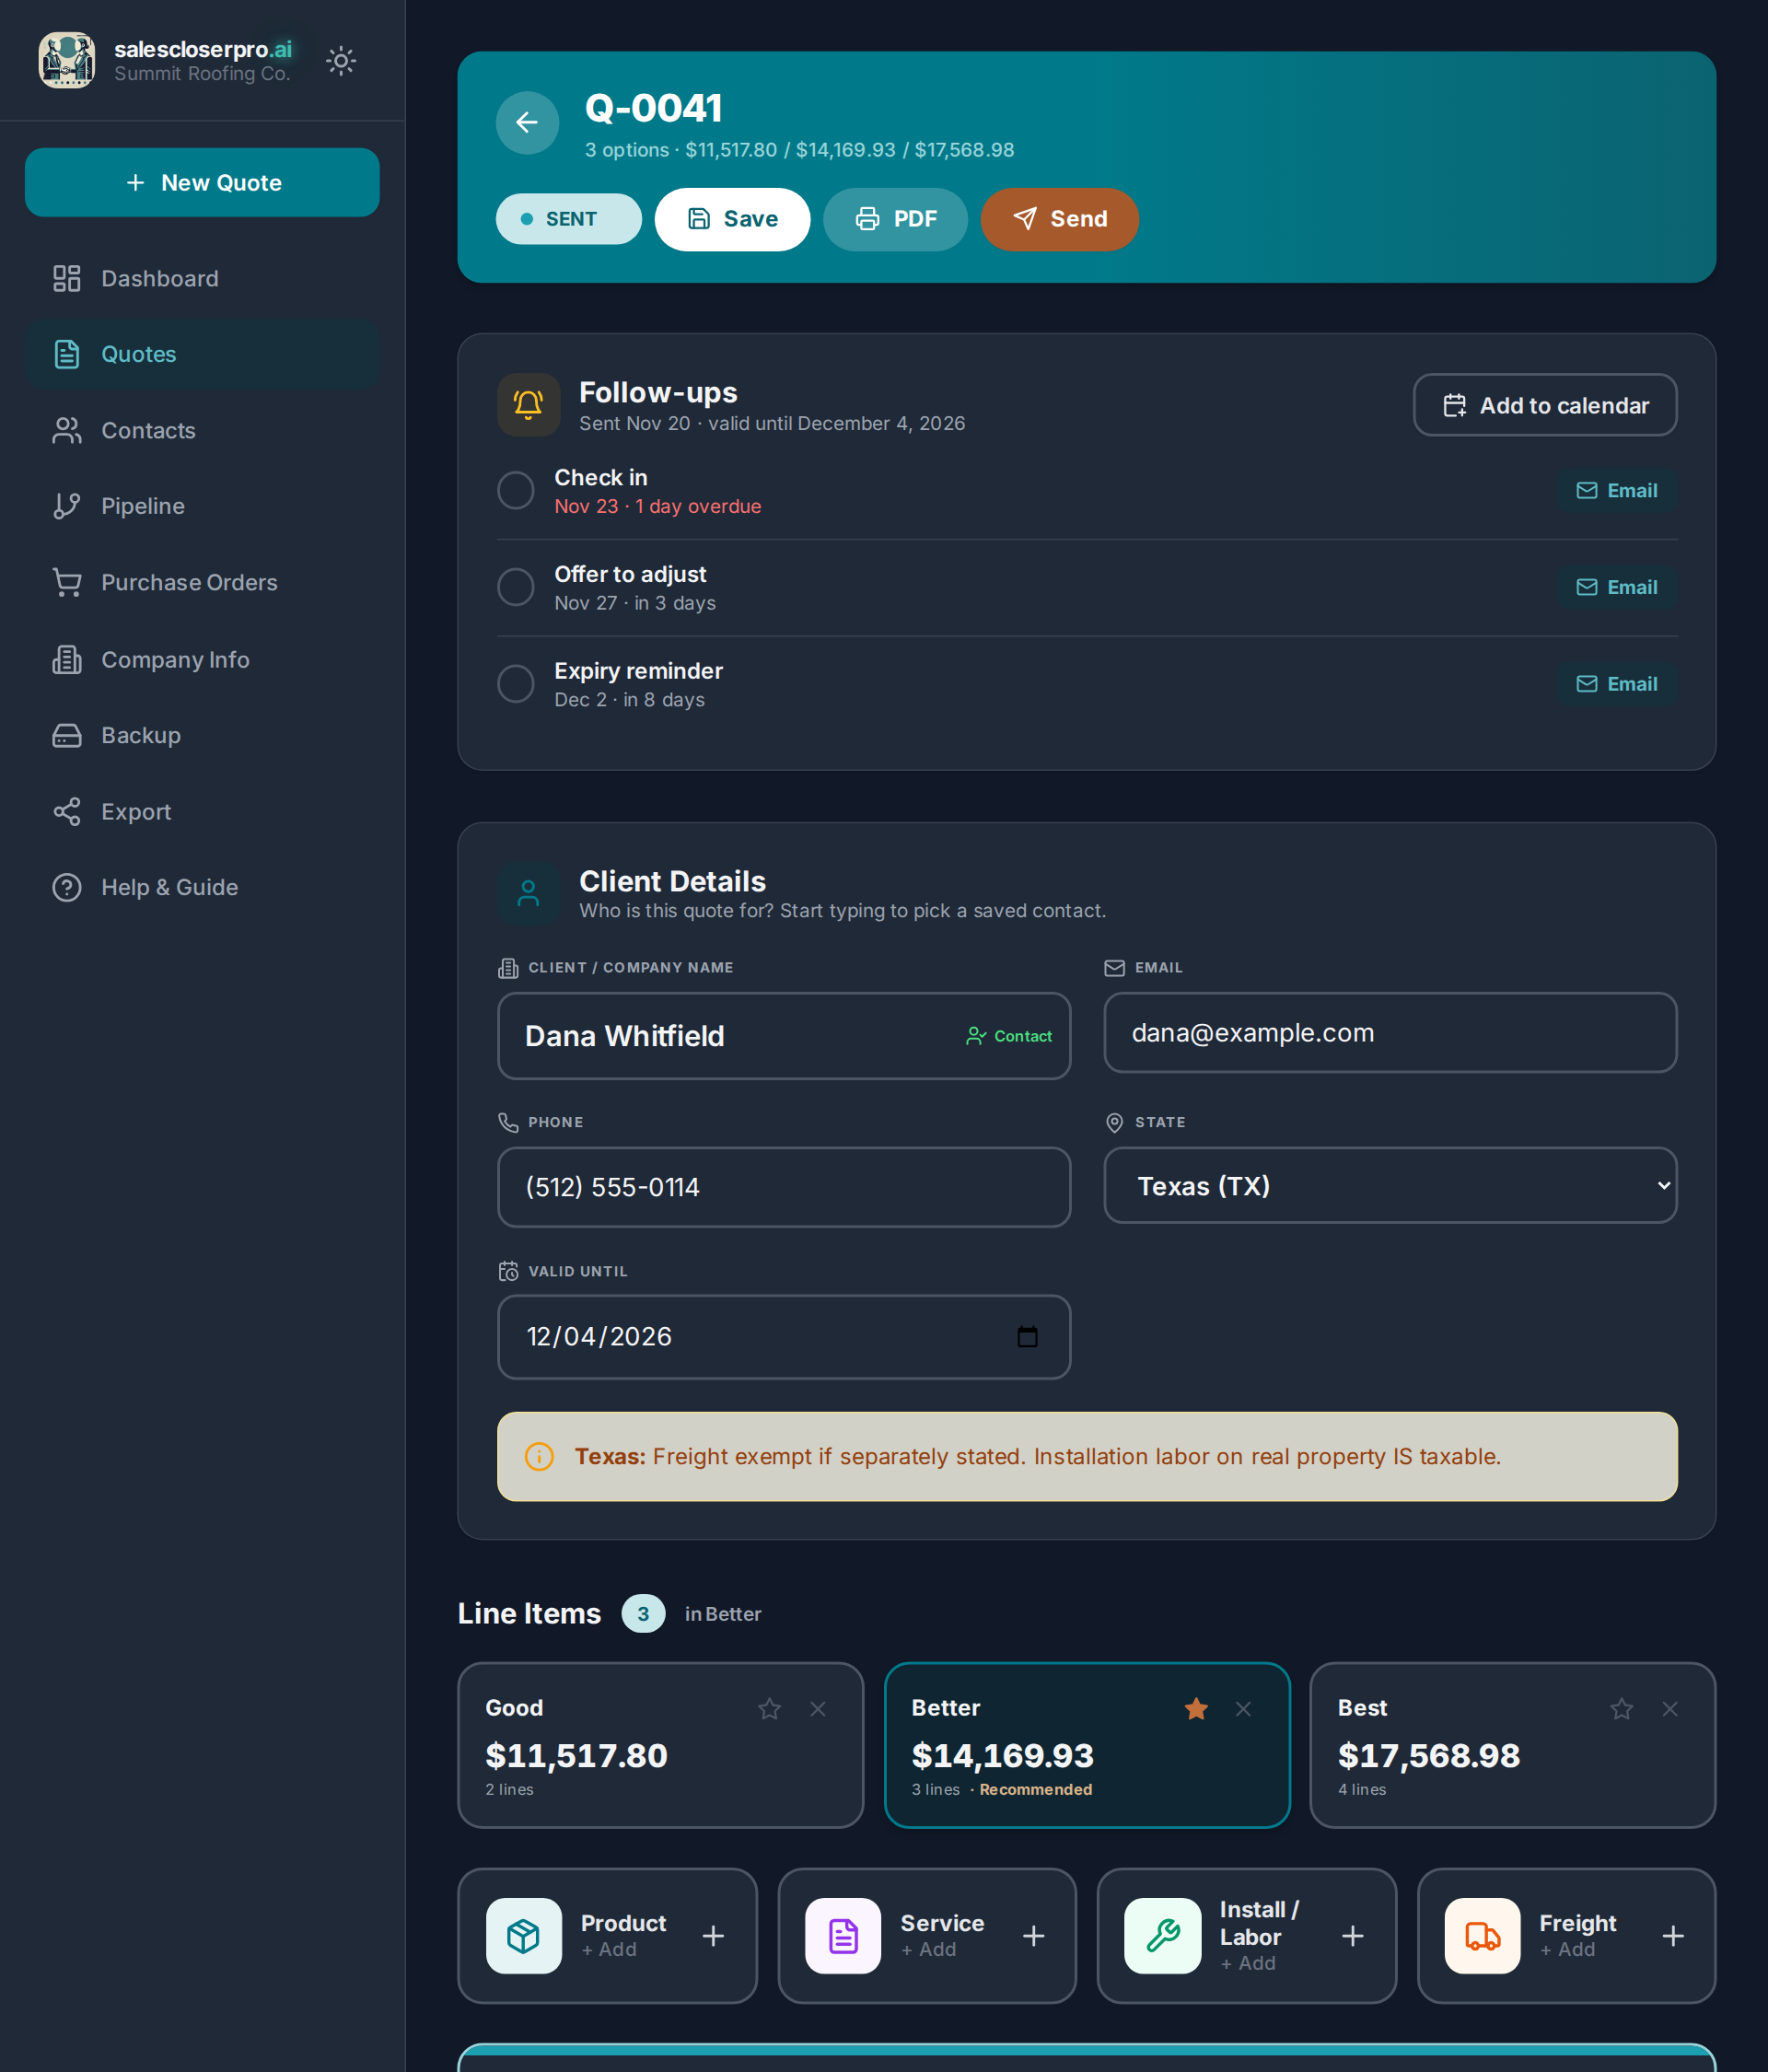 salescloserpro.ai
Summit Roofing Co.
New Quote
Dashboard
Quotes
Contacts
Pipeline
Purchase Orders
Company Info
Backup
Export
Help & Guide
Q-0041
3 options · $11,517.80 / $14,169.93 / $17,568.98
SENT
Save
PDF
Send
Follow-ups
Sent Nov 20 · valid until December 4, 2026
Add to calendar
Check in
Nov 23 · 1 day overdue
Email
Offer to adjust
Nov 27 · in 3 days
Email
Expiry reminder
Dec 2 · in 8 days
Email
Client Details
Who is this quote for? Start typing to pick a saved contact.
CLIENT / COMPANY NAME
Dana Whitfield
Contact
EMAIL
dana@example.com
PHONE
(512) 555-0114
STATE
Texas (TX)
VALID UNTIL
12/04/2026
Texas: Freight exempt if separately stated. Installation labor on real property IS taxable.
Line Items 3 in Better
Good
$11,517.80
2 lines
Better
$14,169.93
3 lines · Recommended
Best
$17,568.98
4 lines
Product
+ Add
Service
+ Add
Install /
Labor
+ Add
Freight
+ Add